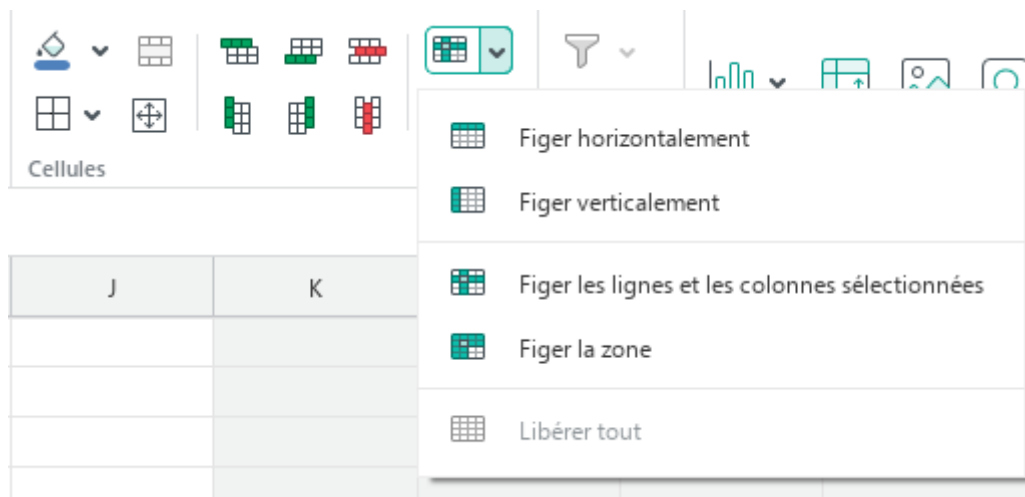 Cellules
Figer horizontalement
Figer verticalement
Figer les lignes et les colonnes sélectionnées
Figer la zone
Libérer tout
J K